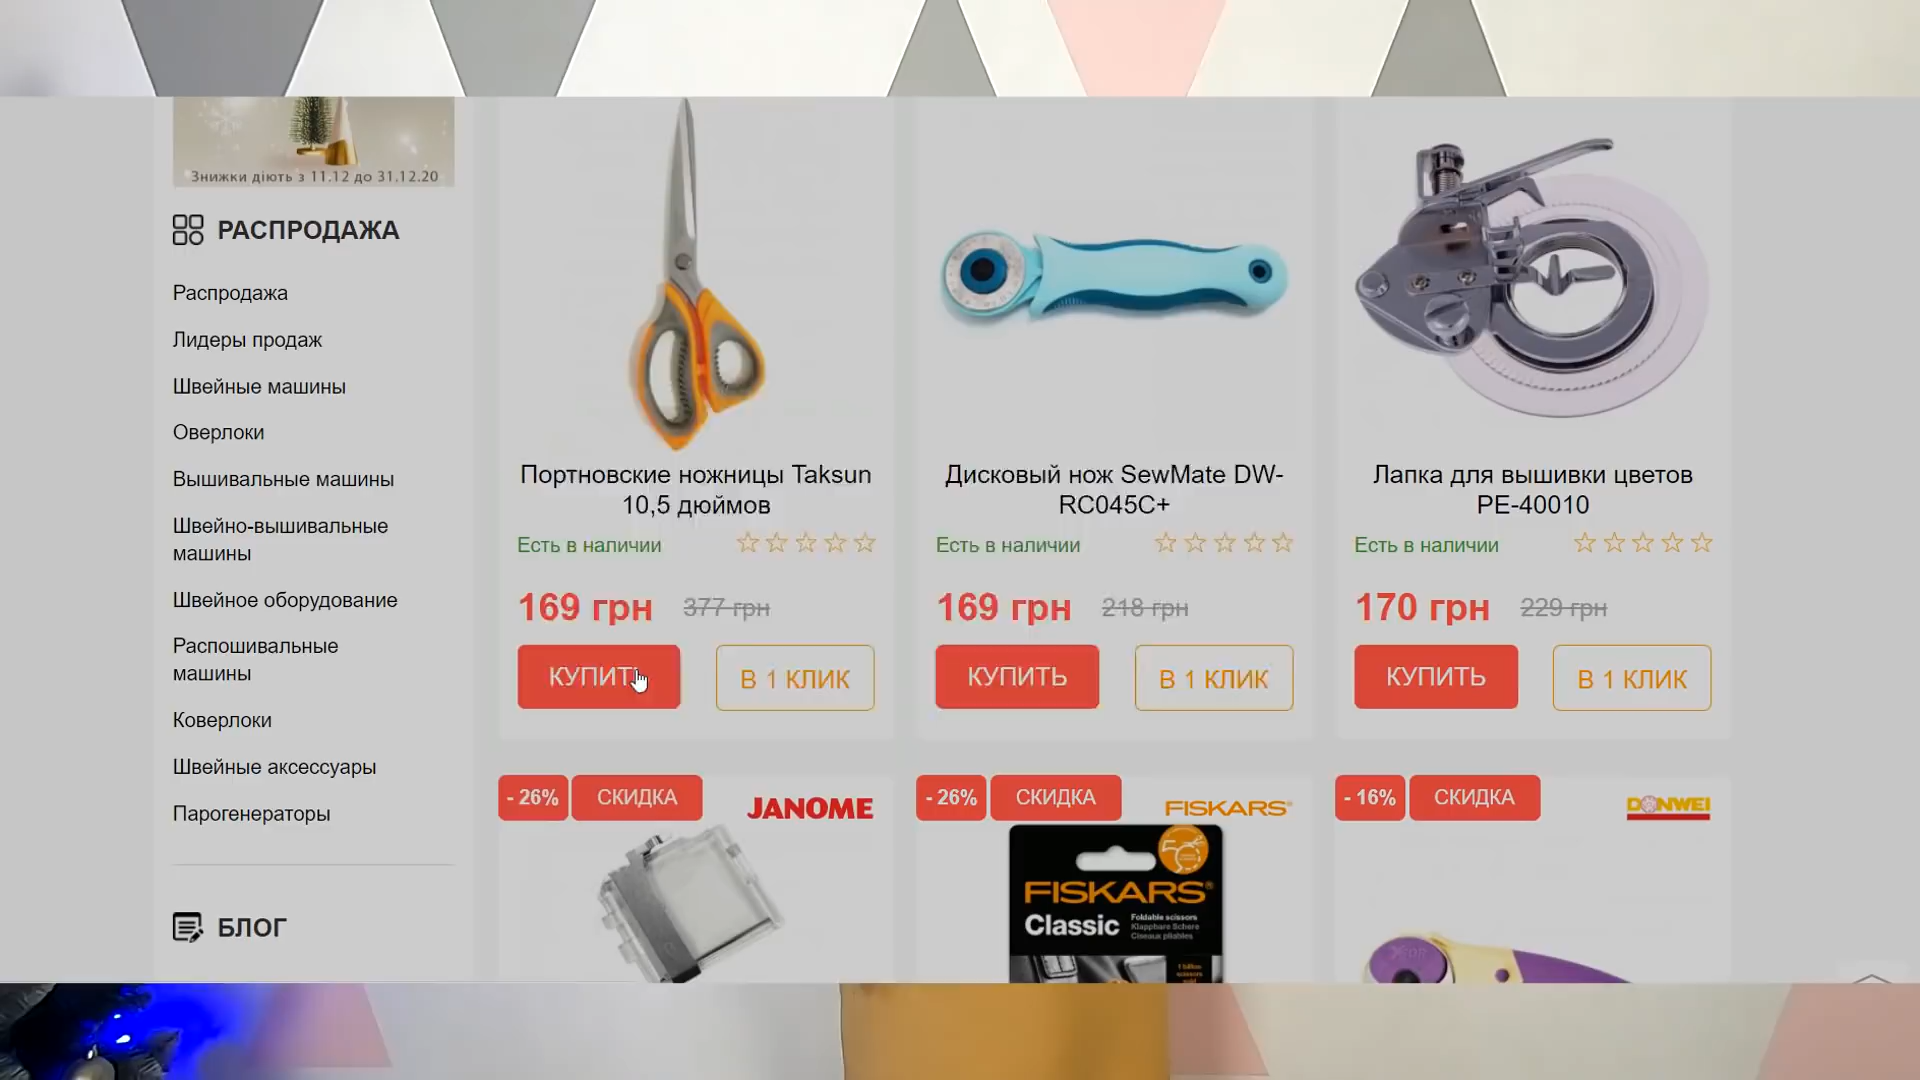 Знижки діють з 11.12 до 31.12.20
РАСПРОДАЖА
Распродажа
Лидеры продаж
Швейные машины
Оверлоки
Вышивальные машины
Швейно-вышивальные
машины
Швейное оборудование
Распошивальные
машины
Коверлоки
Швейные аксессуары
Парогенераторы
БЛОГ
Портновские ножницы Taksun
10,5 дюймов
Есть в наличии
169 грн 377 грн
КУПИТЬ В 1 КЛИК
Дисковый нож SewMate DW-
RC045C+
Есть в наличии
169 грн 218 грн
КУПИТЬ В 1 КЛИК
Лапка для вышивки цветов
PE-40010
Есть в наличии
170 грн 229 грн
КУПИТЬ В 1 КЛИК
- 26% СКИДКА JANOME
- 26% СКИДКА FISKARS
FISKARS
Classic
Foldable scissors
Klappbare Schere
Ciseaux pliables
- 16% СКИДКА DONWEI